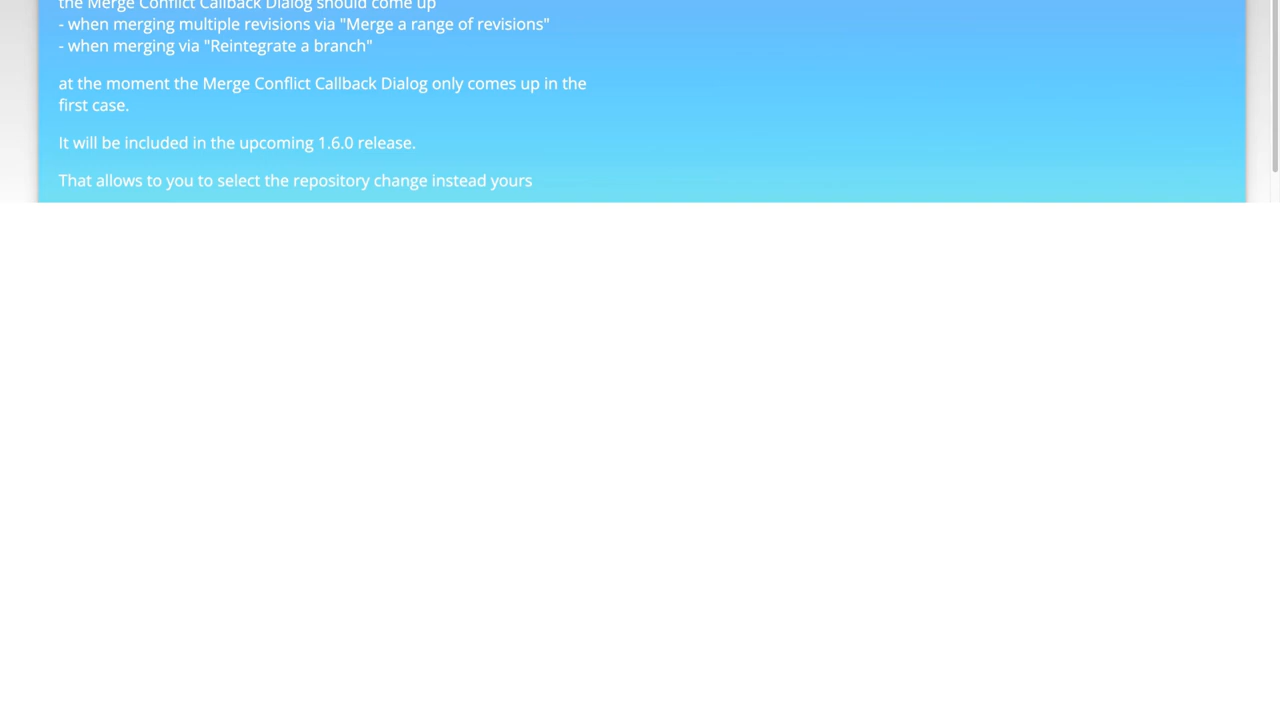 the Merge Conflict Callback Dialog should come up
- when merging multiple revisions via "Merge a range of revisions"
- when merging via "Reintegrate a branch"
at the moment the Merge Conflict Callback Dialog only comes up in the
first case.
It will be included in the upcoming 1.6.0 release.
That allows to you to select the repository change instead yours